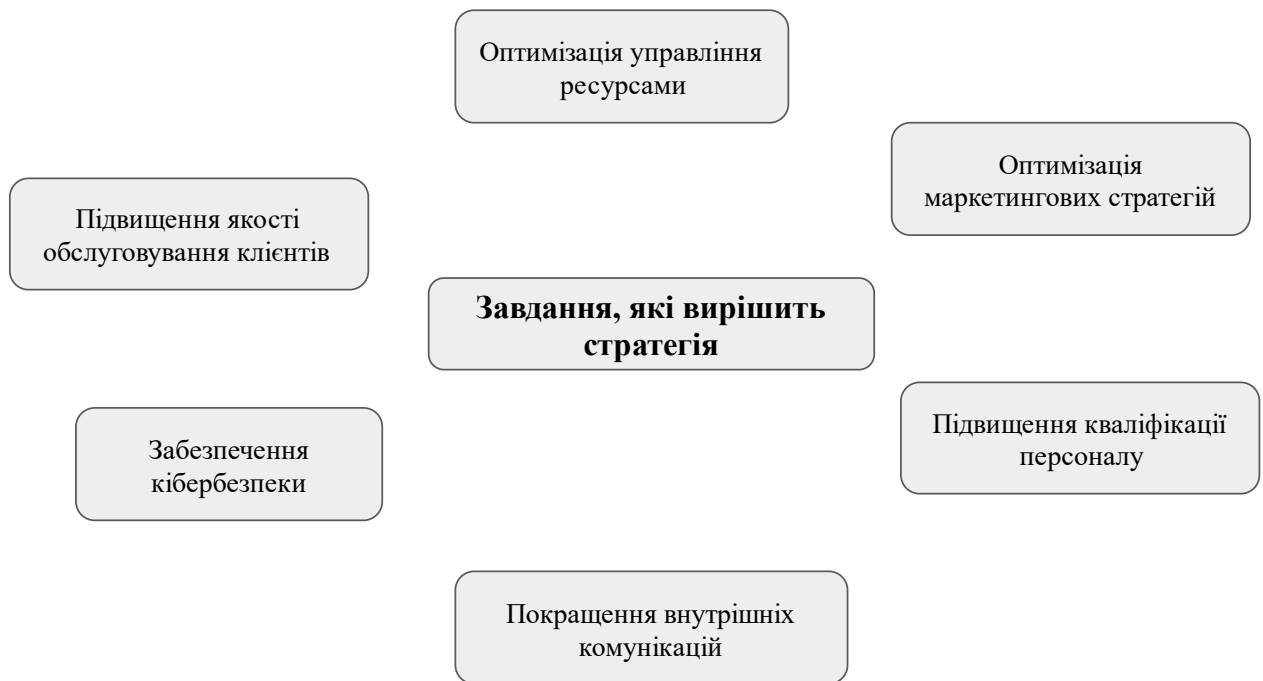 Оптимізація управління
ресурсами
Оптимізація
маркетингових стратегій
Підвищення якості
обслуговування клієнтів
Завдання, які вирішить
стратегія
Підвищення кваліфікації
персоналу
Забезпечення
кібербезпеки
Покращення внутрішніх
комунікацій